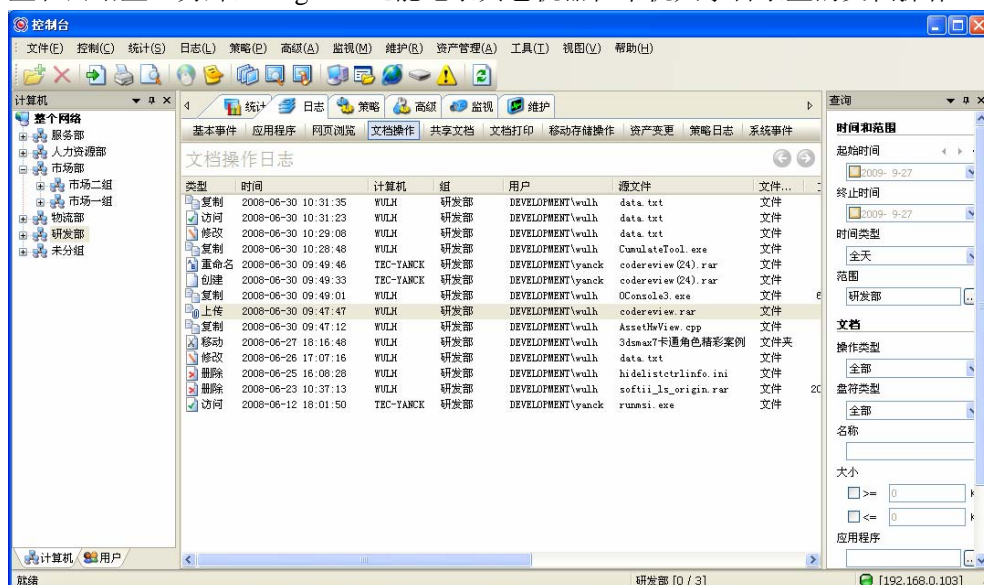 控制台
文件(F) 控制(C) 统计(S) 日志(L) 策略(P) 高级(A) 监视(M) 维护(R) 资产管理(A) 工具(T) 视图(V) 帮助(H)
计算机
整个网络
服务部
人力资源部
市场部
市场二组
市场一组
物流部
研发部
未分组
计算机 用户
统计 日志 策略 高级 监视 维护
基本事件 应用程序 网页浏览 文档操作 共享文档 文档打印 移动存储操作 资产变更 策略日志 系统事件
文档操作日志
类型 时间 计算机 组 用户 源文件 文件...
复制 2008-06-30 10:31:35 WULH 研发部 DEVELOPMENT\wulh data.txt 文件
访问 2008-06-30 10:31:23 WULH 研发部 DEVELOPMENT\wulh data.txt 文件
修改 2008-06-30 10:29:08 WULH 研发部 DEVELOPMENT\wulh data.txt 文件
复制 2008-06-30 10:28:48 WULH 研发部 DEVELOPMENT\wulh CumulateTool.exe 文件
重命名 2008-06-30 09:49:46 TEC-YANCK 研发部 DEVELOPMENT\yanck codereview(24).rar 文件
创建 2008-06-30 09:49:33 TEC-YANCK 研发部 DEVELOPMENT\yanck codereview(24).rar 文件
复制 2008-06-30 09:49:01 WULH 研发部 DEVELOPMENT\wulh OConsole3.exe 文件
上传 2008-06-30 09:47:47 WULH 研发部 DEVELOPMENT\wulh codereview.rar 文件
复制 2008-06-30 09:47:12 WULH 研发部 DEVELOPMENT\wulh AssetHwView.cpp 文件
移动 2008-06-27 18:16:48 WULH 研发部 DEVELOPMENT\wulh 3dsmax7卡通角色精彩案例 文件夹
修改 2008-06-26 17:07:16 WULH 研发部 DEVELOPMENT\wulh data.txt 文件
删除 2008-06-25 16:08:28 WULH 研发部 DEVELOPMENT\wulh hidelistctrlinfo.ini 文件
删除 2008-06-23 10:37:13 WULH 研发部 DEVELOPMENT\wulh softii_ls_origin.rar 文件 20
访问 2008-06-12 18:01:50 TEC-YANCK 研发部 DEVELOPMENT\yanck runmsi.exe 文件
查询
时间和范围
起始时间
2009- 9-27
终止时间
2009- 9-27
时间类型
全天
范围
研发部
文档
操作类型
全部
盘符类型
全部
名称
大小
>= 0
<= 0
应用程序
就绪
研发部 [0 / 3]
[192.168.0.103]